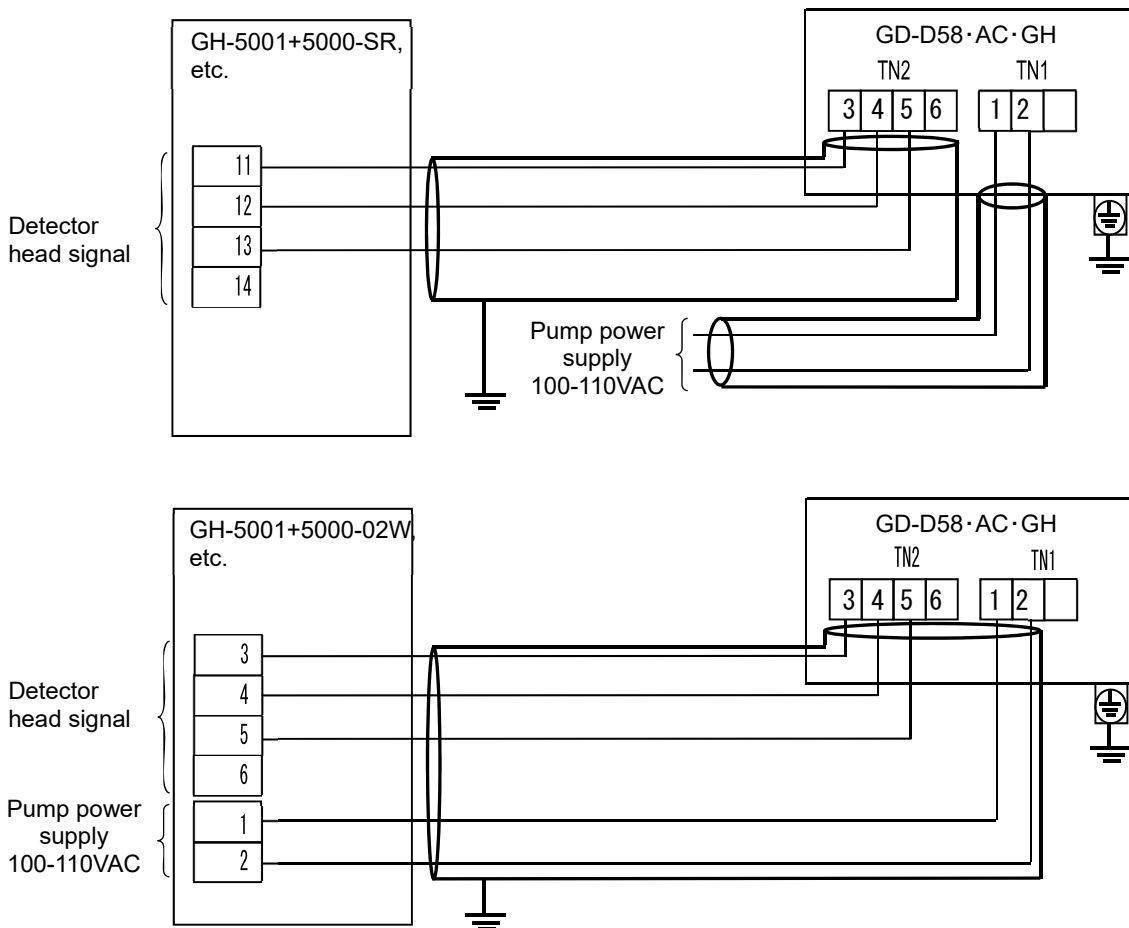 GH-5001+5000-SR,
etc.
GD-D58・AC・GH
TN2 TN1
3 4 5 6 1 2
Detector
head signal
11
12
13
14
Pump power
supply
100-110VAC
GH-5001+5000-02W,
etc.
GD-D58・AC・GH
TN2 TN1
3 4 5 6 1 2
Detector
head signal
3
4
5
6
Pump power
supply
100-110VAC
1
2